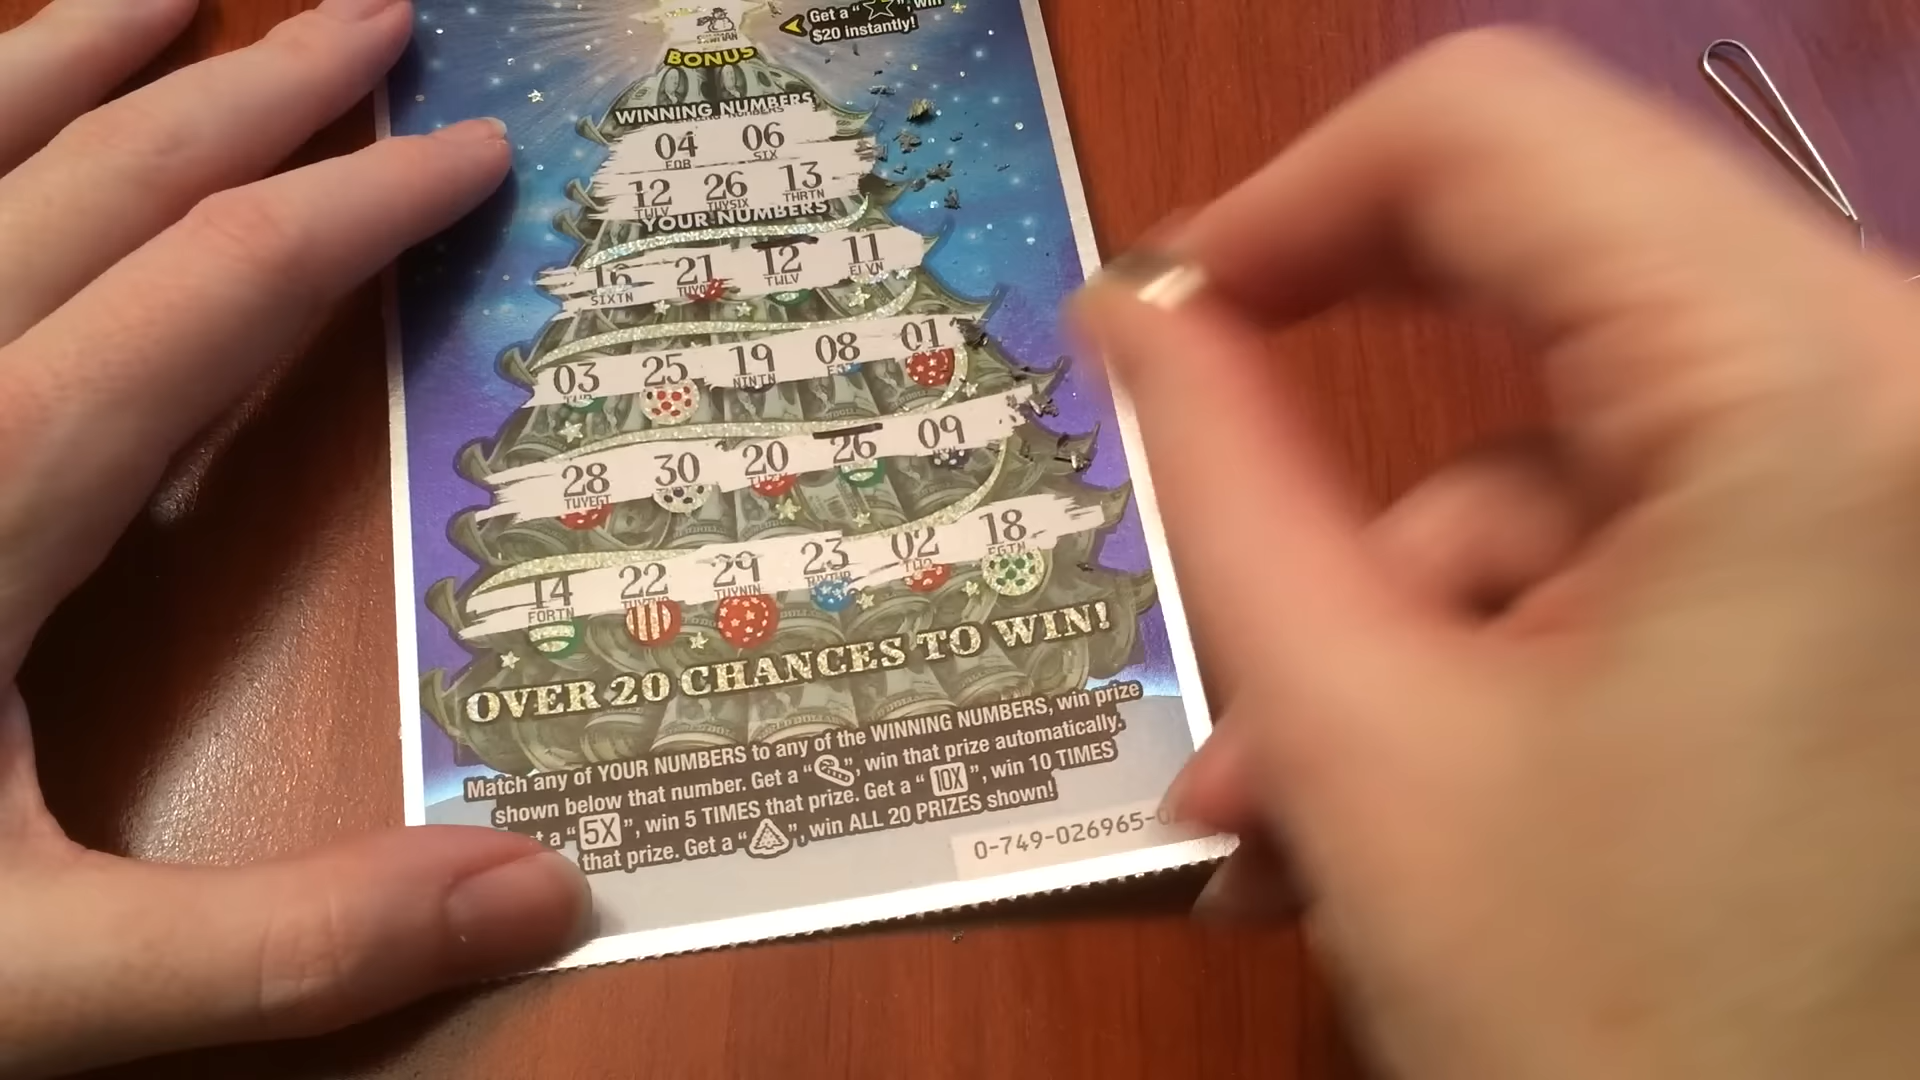 Get a "☆", win
$20 instantly!
BONUS
WINNING NUMBERS
04 06
SIX
12 26 13
TWLV TWYSIX THRTN
YOUR NUMBERS
16 21 12 11
SIXTN TWLV ELVN
03 25 19 08 01
NINTN
28 30 20 26 09
TWYEGT
14 22 29 23 02 18
FORTN TWYNIN EGTN
OVER 20 CHANCES TO WIN!
Match any of YOUR NUMBERS to any of the WINNING NUMBERS, win prize
shown below that number. Get a " ", win that prize automatically.
a "5X", win 5 TIMES that prize. Get a "10X", win 10 TIMES
that prize. Get a " ", win ALL 20 PRIZES shown!
0-749-026965-0